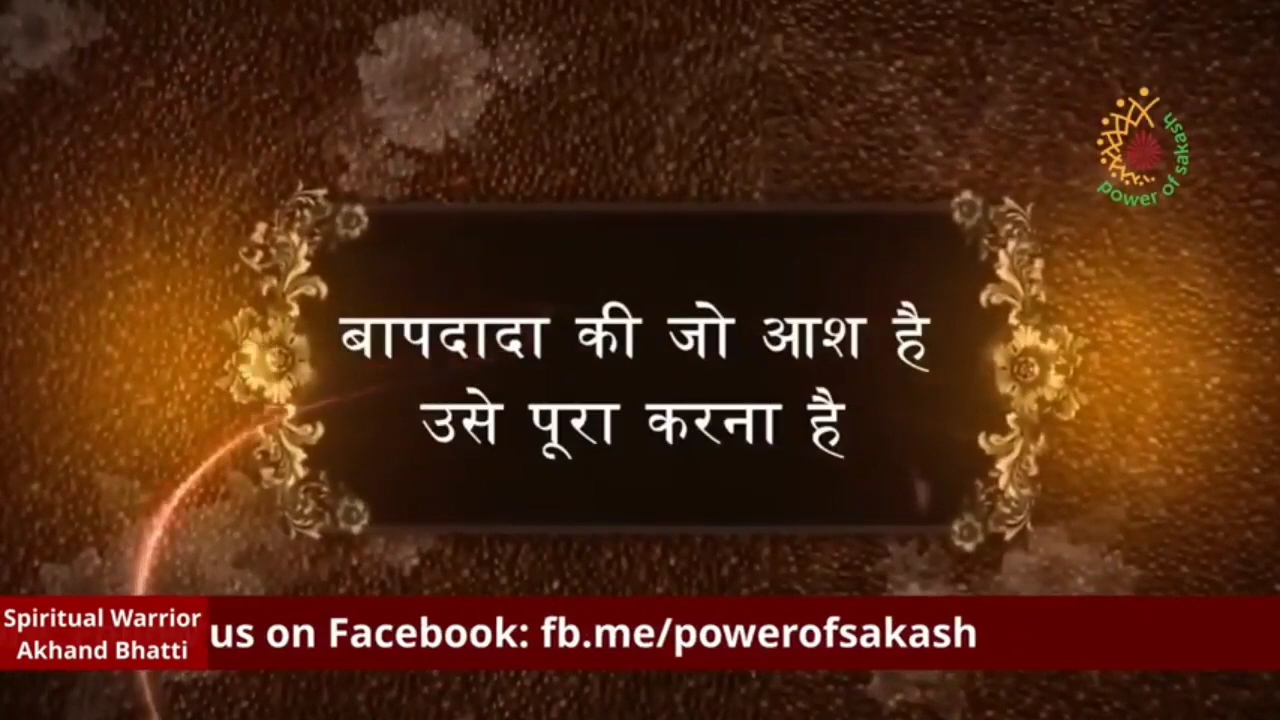 power of sakash
बापदादा की जो आश है
उसे पूरा करना है
Spiritual Warrior
Akhand Bhatti
us on Facebook: fb.me/powerofsakash